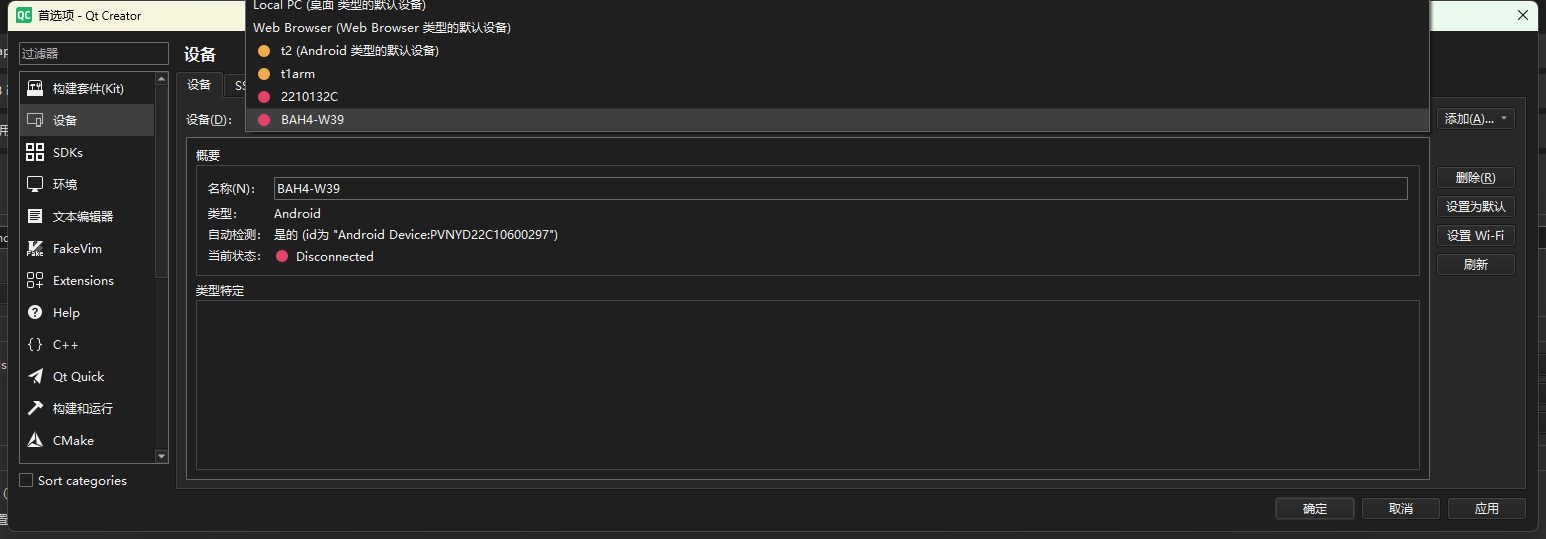 首选项 - Qt Creator
Local PC (桌面 类型的默认设备)
Web Browser (Web Browser 类型的默认设备)
t2 (Android 类型的默认设备)
t1arm
2210132C
BAH4-W39
过滤器
构建套件(Kit)
设备
SDKs
环境
文本编辑器
FakeVim
Extensions
Help
C++
Qt Quick
构建和运行
CMake
Sort categories
设备
设备
设备(D):
添加(A)...
概要
名称(N): BAH4-W39
类型: Android
自动检测: 是的 (id为 "Android Device:PVNYD22C10600297")
当前状态: Disconnected
类型特定
删除(R)
设置为默认
设置 Wi-Fi
刷新
确定 取消 应用